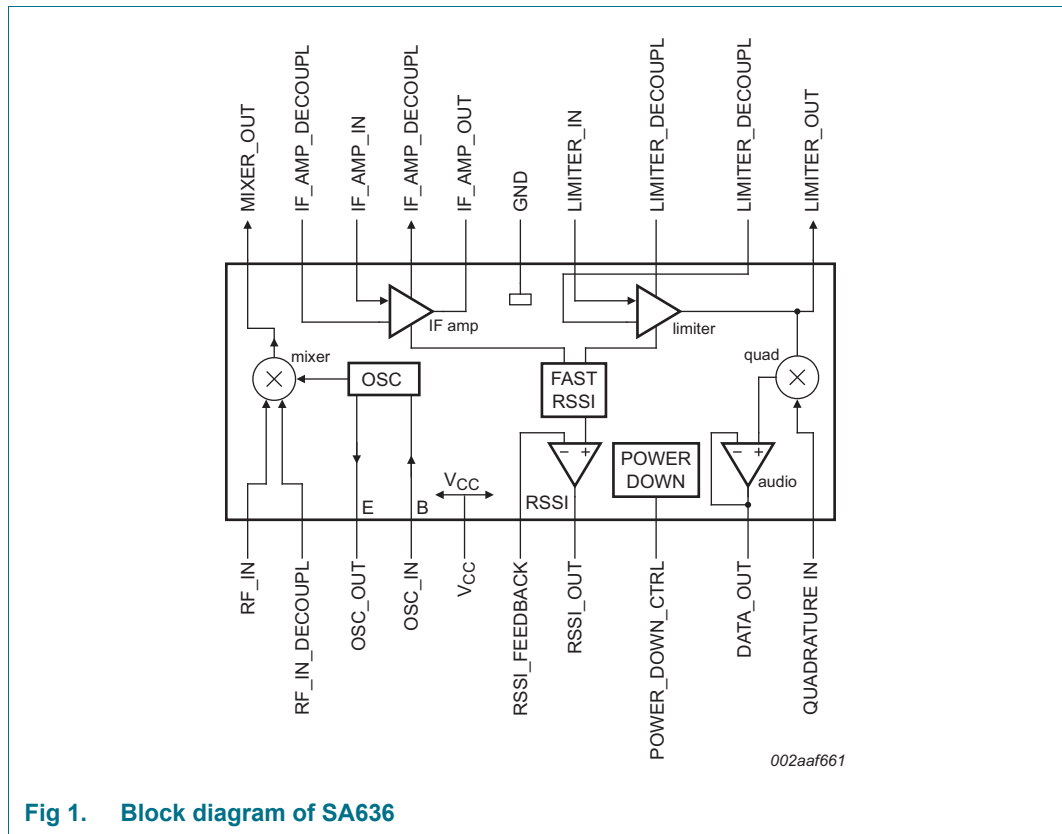 MIXER_OUT
IF_AMP_DECOUPL
IF_AMP_IN
IF_AMP_DECOUPL
IF_AMP_OUT
GND
LIMITER_IN
LIMITER_DECOUPL
LIMITER_DECOUPL
LIMITER_OUT
IF amp
limiter
mixer
quad
OSC
FAST
RSSI
POWER
DOWN
− +
− +
audio
VCC
RSSI
E
B
RF_IN
RF_IN_DECOUPL
OSC_OUT
OSC_IN
VCC
RSSI_FEEDBACK
RSSI_OUT
POWER_DOWN_CTRL
DATA_OUT
QUADRATURE IN
002aaf661
Fig 1. Block diagram of SA636